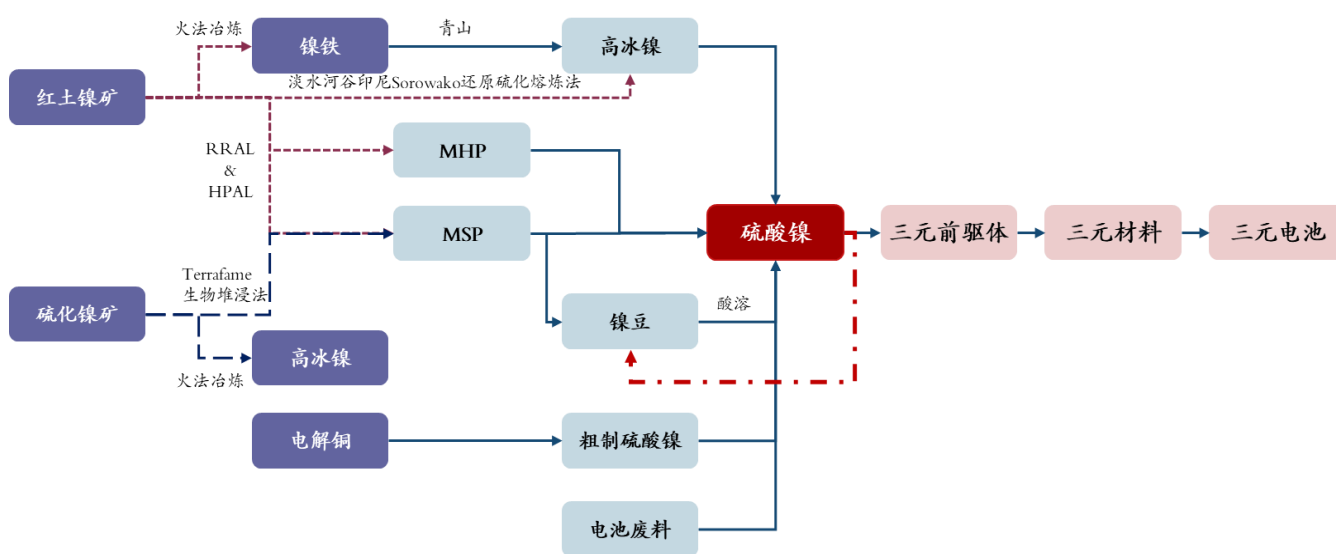 火法冶炼
镍铁
青山
高冰镍
红土镍矿
淡水河谷印尼Sorowako还原硫化熔炼法
RRAL
&
HPAL
MHP
MSP
硫酸镍
三元前驱体
三元材料
三元电池
Terrafame
生物堆浸法
硫化镍矿
镍豆
酸溶
高冰镍
火法冶炼
电解铜
粗制硫酸镍
电池废料